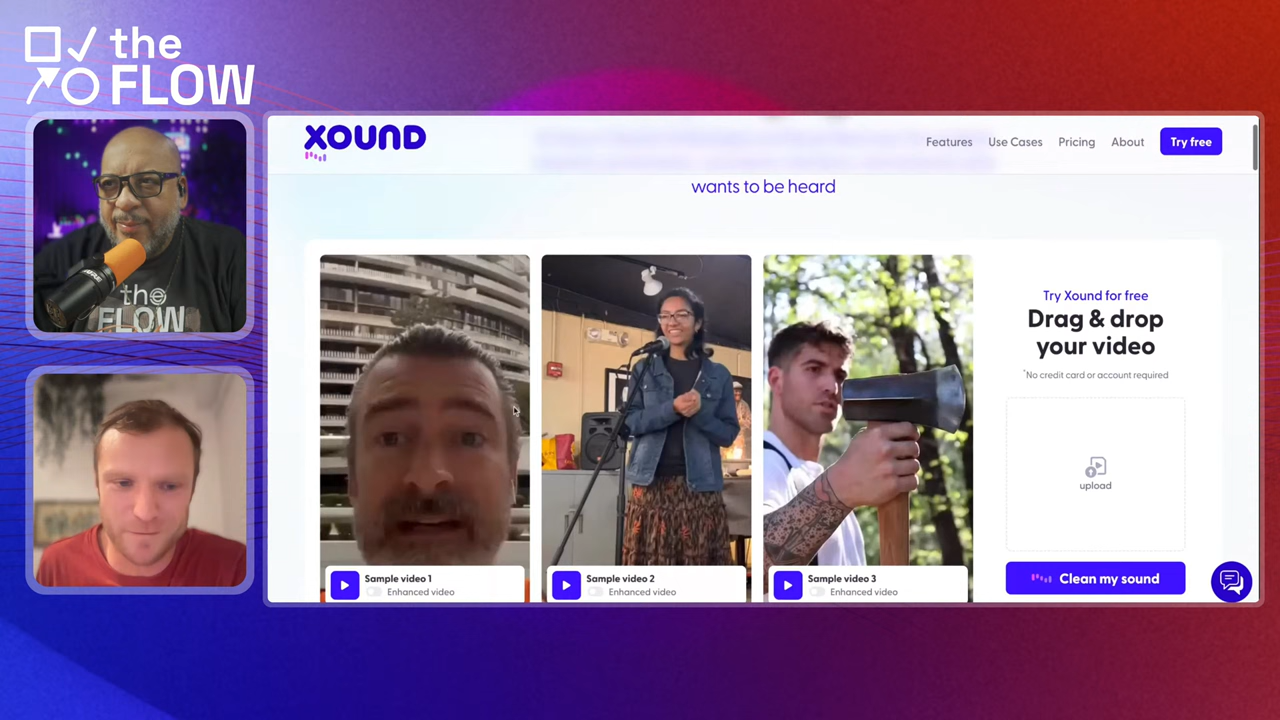 the
FLOW
the
FLOW
XOUND
Features
Use Cases
Pricing
About
Try free
wants to be heard
Sample video 1
Enhanced video
Sample video 2
Enhanced video
Sample video 3
Enhanced video
Try Xound for free
Drag & drop
your video
*No credit card or account required
upload
Clean my sound